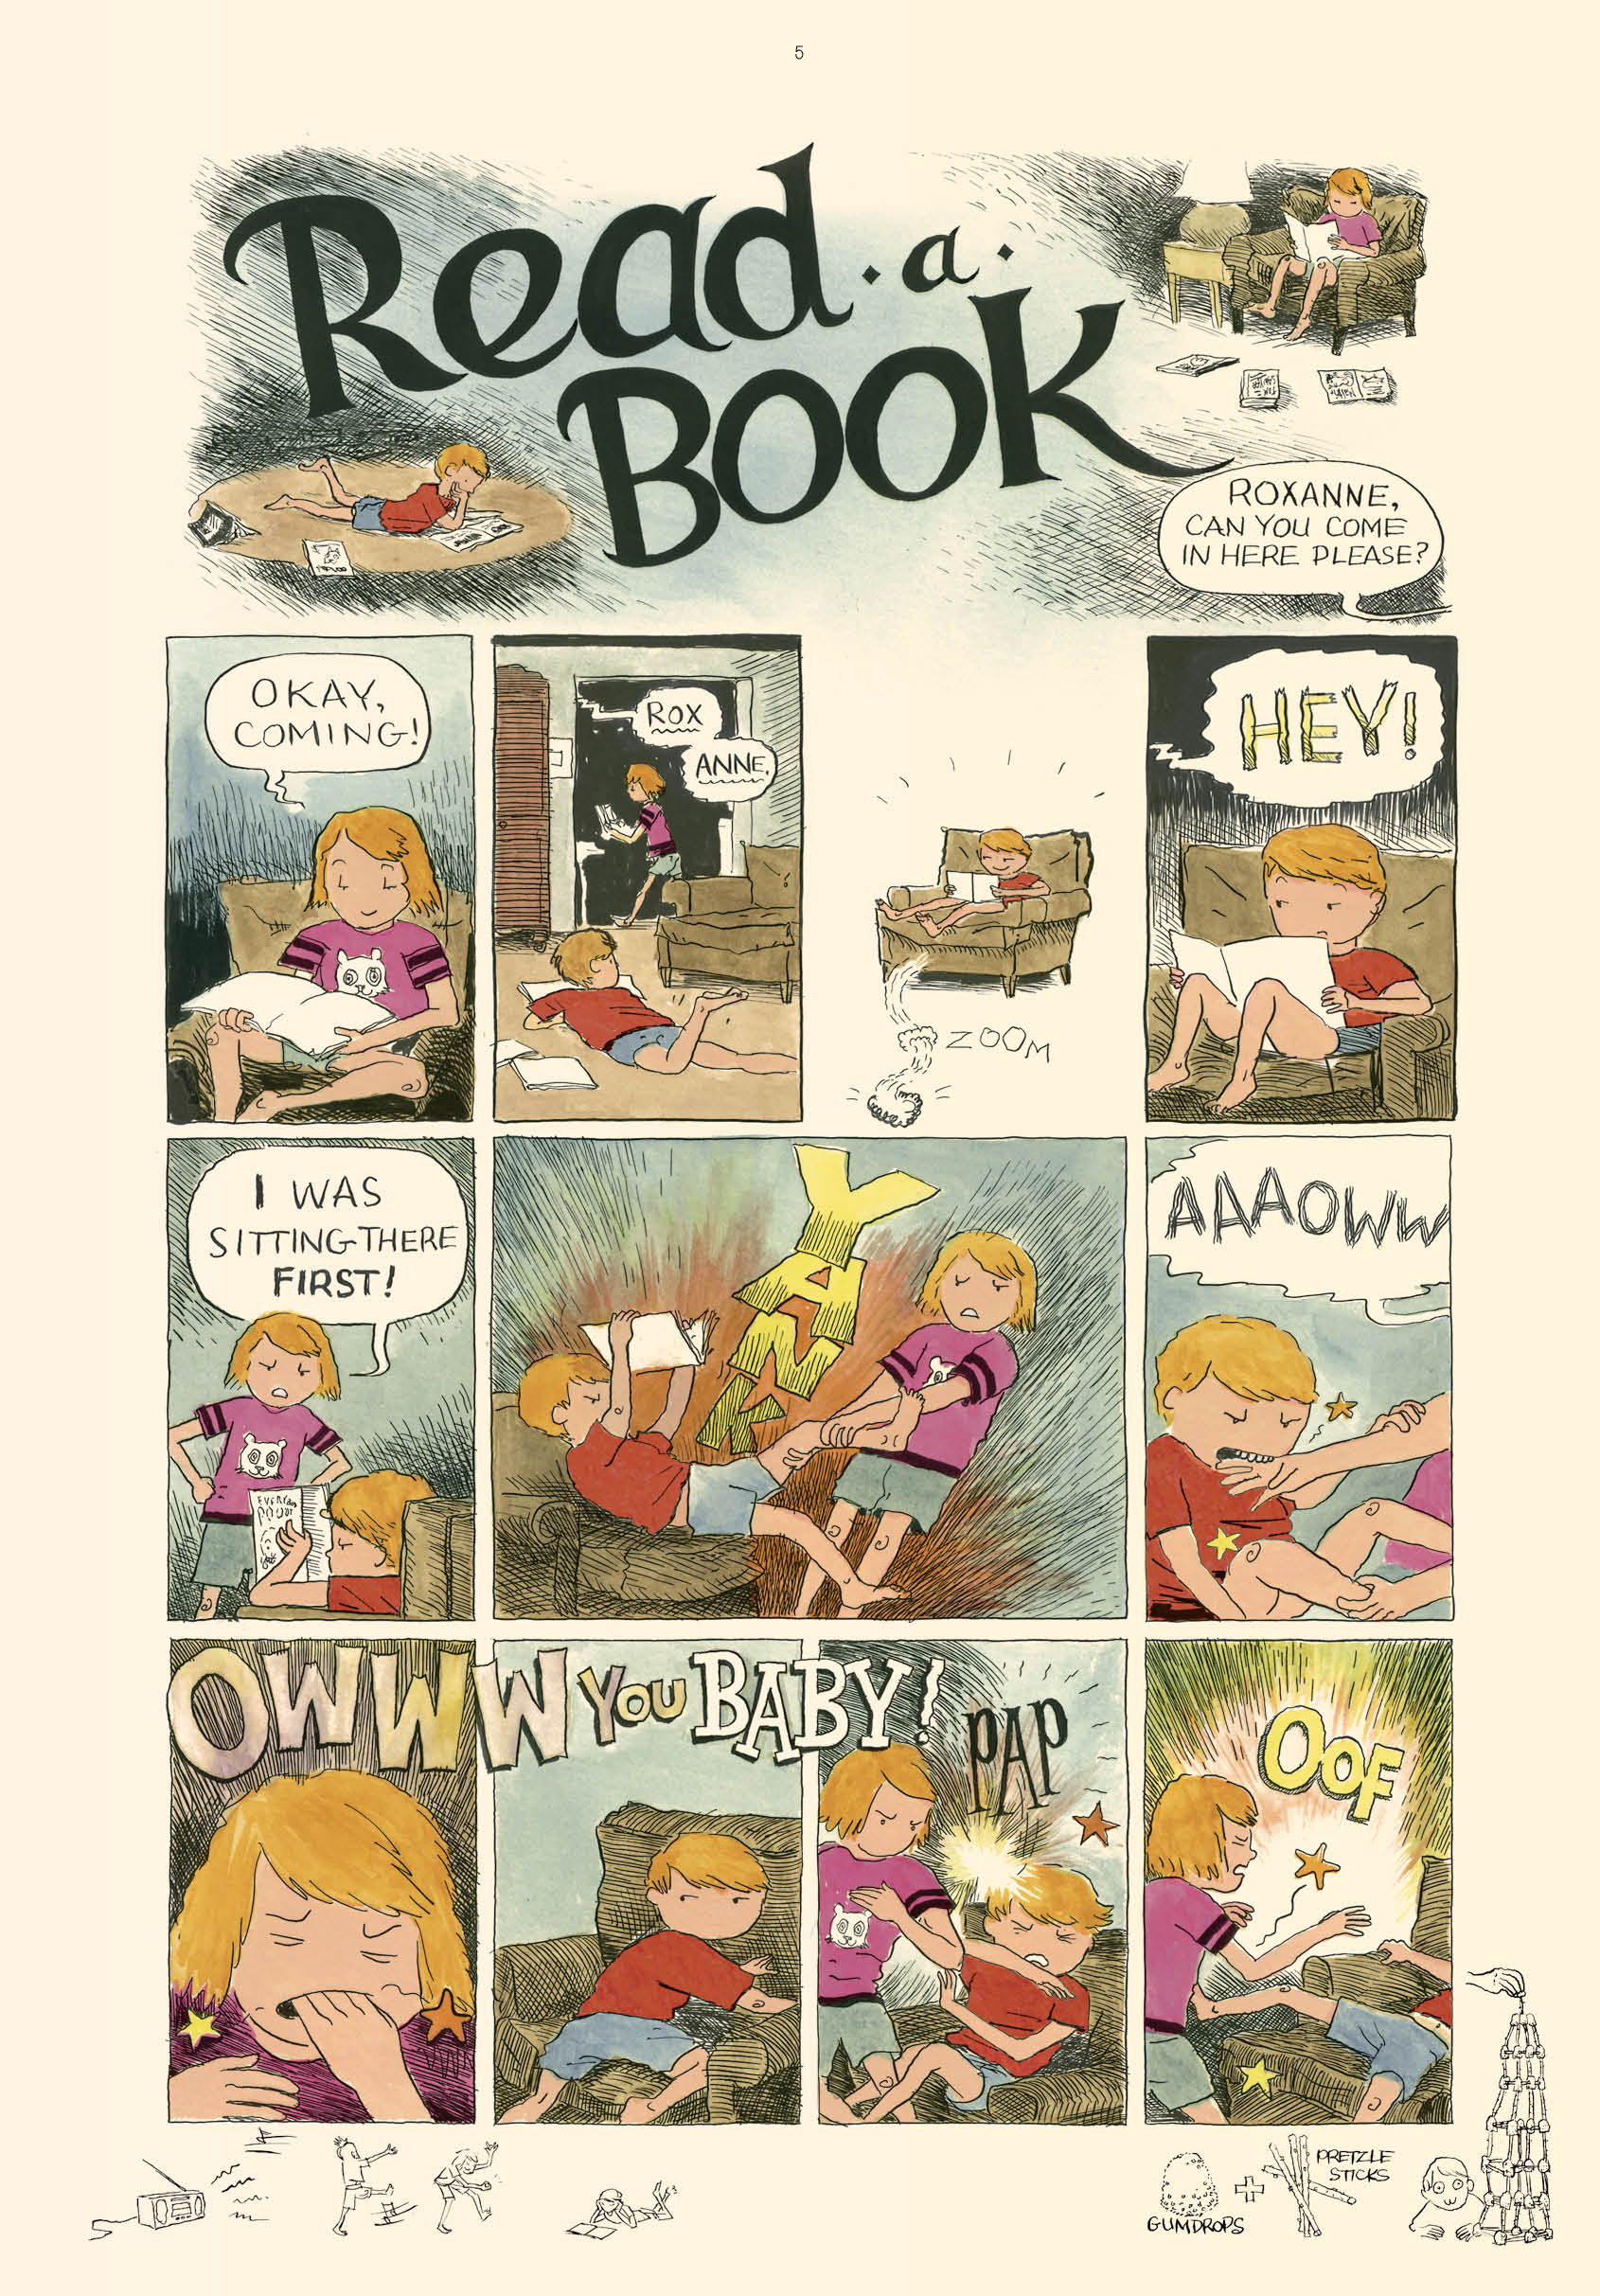 5
Read·a·
BOOK
ROXANNE,
CAN YOU COME
IN HERE PLEASE?
OKAY,
COMING!
ROX
ANNE,
ZOOM
HEY!
I WAS
SITTING THERE
FIRST!
YANK
AAAOWW
OWWW YOU BABY!
PAP
OOF
GUMDROPS
+
PRETZLE
STICKS